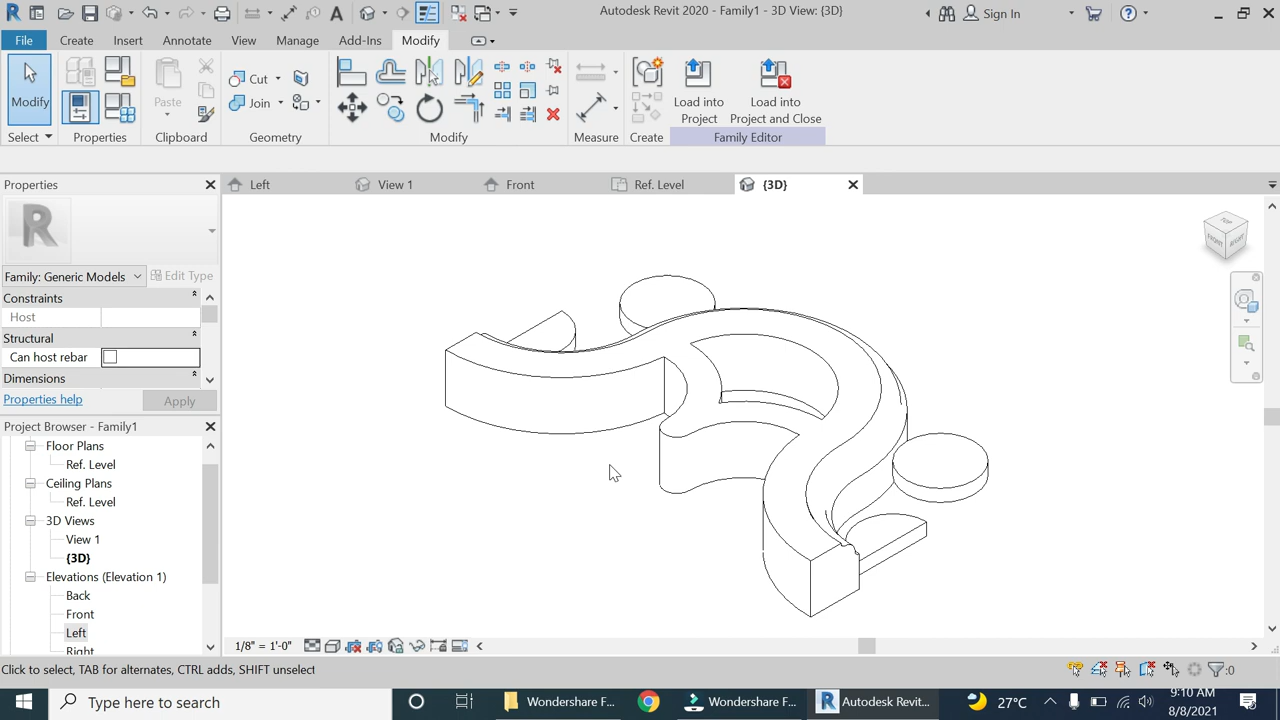 Autodesk Revit 2020 - Family1 - 3D View: {3D}
Sign In
File Create Insert Annotate View Manage Add-Ins Modify
Modify
Paste
Cut
Join
Load into Project
Load into Project and Close
Select Properties Clipboard Geometry Modify Measure Create Family Editor
Properties
Left View 1 Front Ref. Level {3D}
TOP
FRONT RIGHT
R
Family: Generic Models Edit Type
Constraints
Host
Structural
Can host rebar
Dimensions
Properties help Apply
Project Browser - Family1
Floor Plans
Ref. Level
Ceiling Plans
Ref. Level
3D Views
View 1
{3D}
Elevations (Elevation 1)
Back
Front
Left
Right
1/8" = 1'-0"
Click to select, TAB for alternates, CTRL adds, SHIFT unselect
:0
Type here to search
Wondershare F...
Wondershare F...
Autodesk Revit...
27°C
9:10 AM
8/8/2021